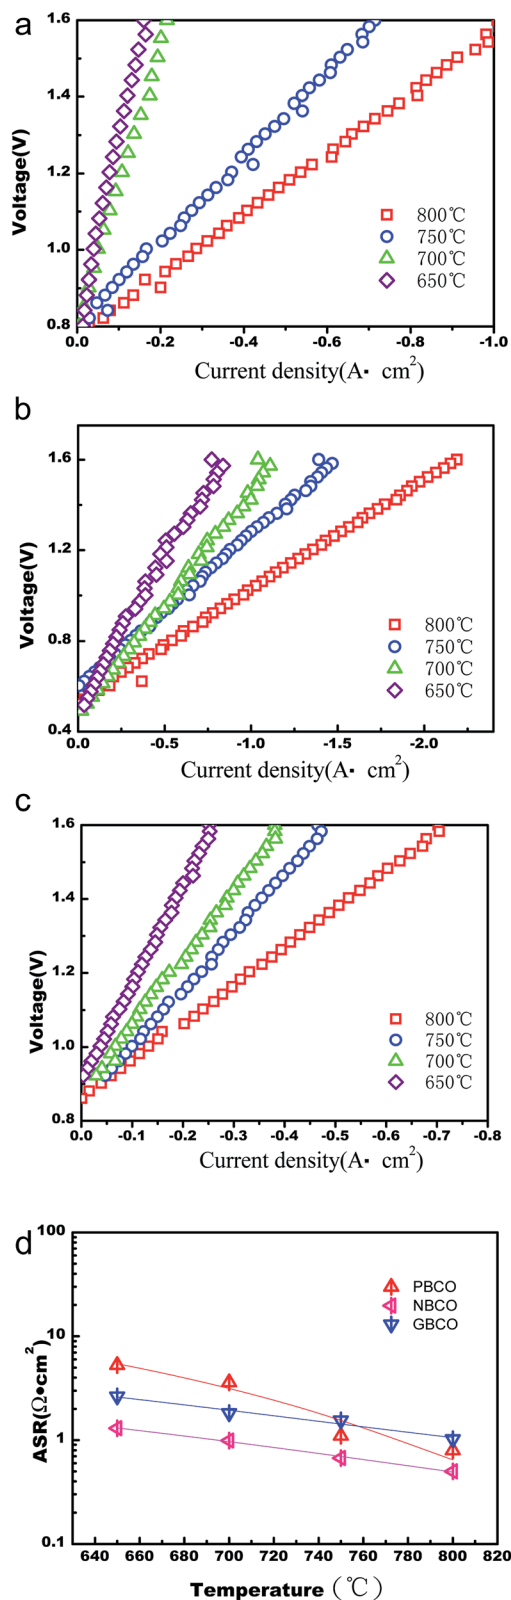 a
1.6
1.4
1.2
1.0
0.8
Voltage(V)
800℃
750℃
700℃
650℃
0.0 -0.2 -0.4 -0.6 -0.8 -1.0
Current density(A· cm²)
b
1.6
1.2
0.8
0.4
Voltage(V)
800℃
750℃
700℃
650℃
0.0 -0.5 -1.0 -1.5 -2.0
Current density(A· cm²)
c
1.6
1.4
1.2
1.0
0.8
Voltage(V)
800℃
750℃
700℃
650℃
0.0 -0.1 -0.2 -0.3 -0.4 -0.5 -0.6 -0.7 -0.8
Current density(A· cm²)
d
100
10
1
0.1
ASR(Ω•cm²)
PBCO
NBCO
GBCO
640 660 680 700 720 740 760 780 800 820
Temperature (℃)